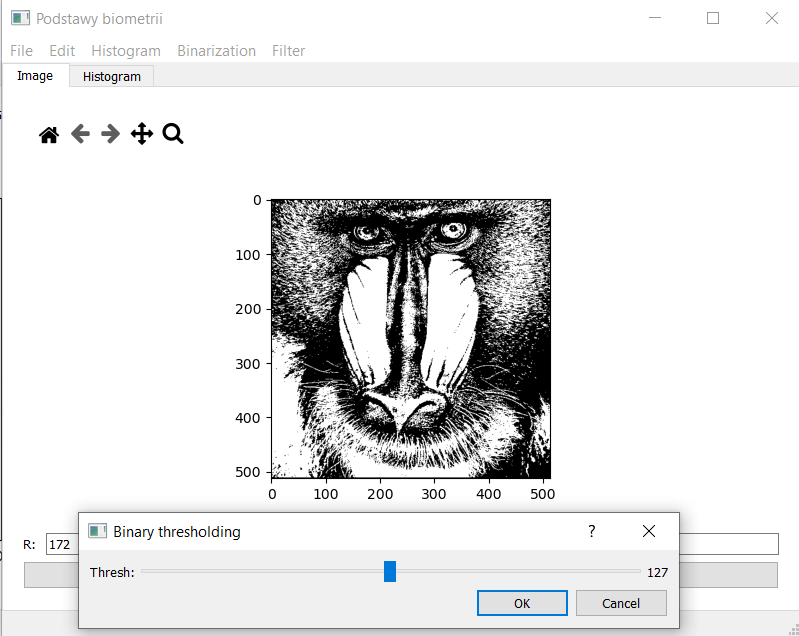 Podstawy biometrii
File Edit Histogram Binarization Filter
Image Histogram
0
100
200
300
400
500
0 100 200 300 400 500
R: 172
Binary thresholding ?
Thresh: 127
OK Cancel